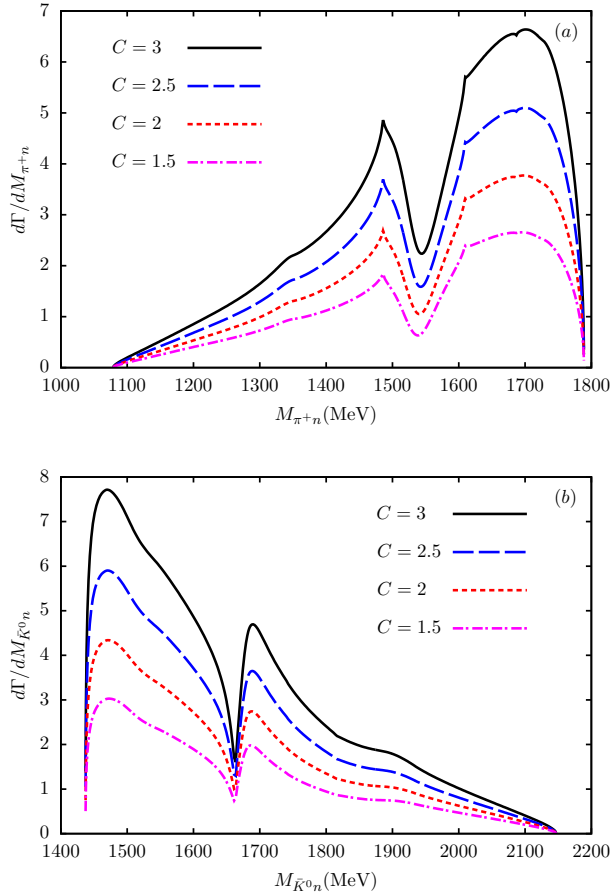 (a)
C = 3
C = 2.5
C = 2
C = 1.5
7
6
5
4
3
2
1
0
dΓ/dM_{π⁺n}
1000 1100 1200 1300 1400 1500 1600 1700 1800
M_{π⁺n}(MeV)
(b)
C = 3
C = 2.5
C = 2
C = 1.5
8
7
6
5
4
3
2
1
0
dΓ/dM_{K̄⁰n}
1400 1500 1600 1700 1800 1900 2000 2100 2200
M_{K̄⁰n}(MeV)